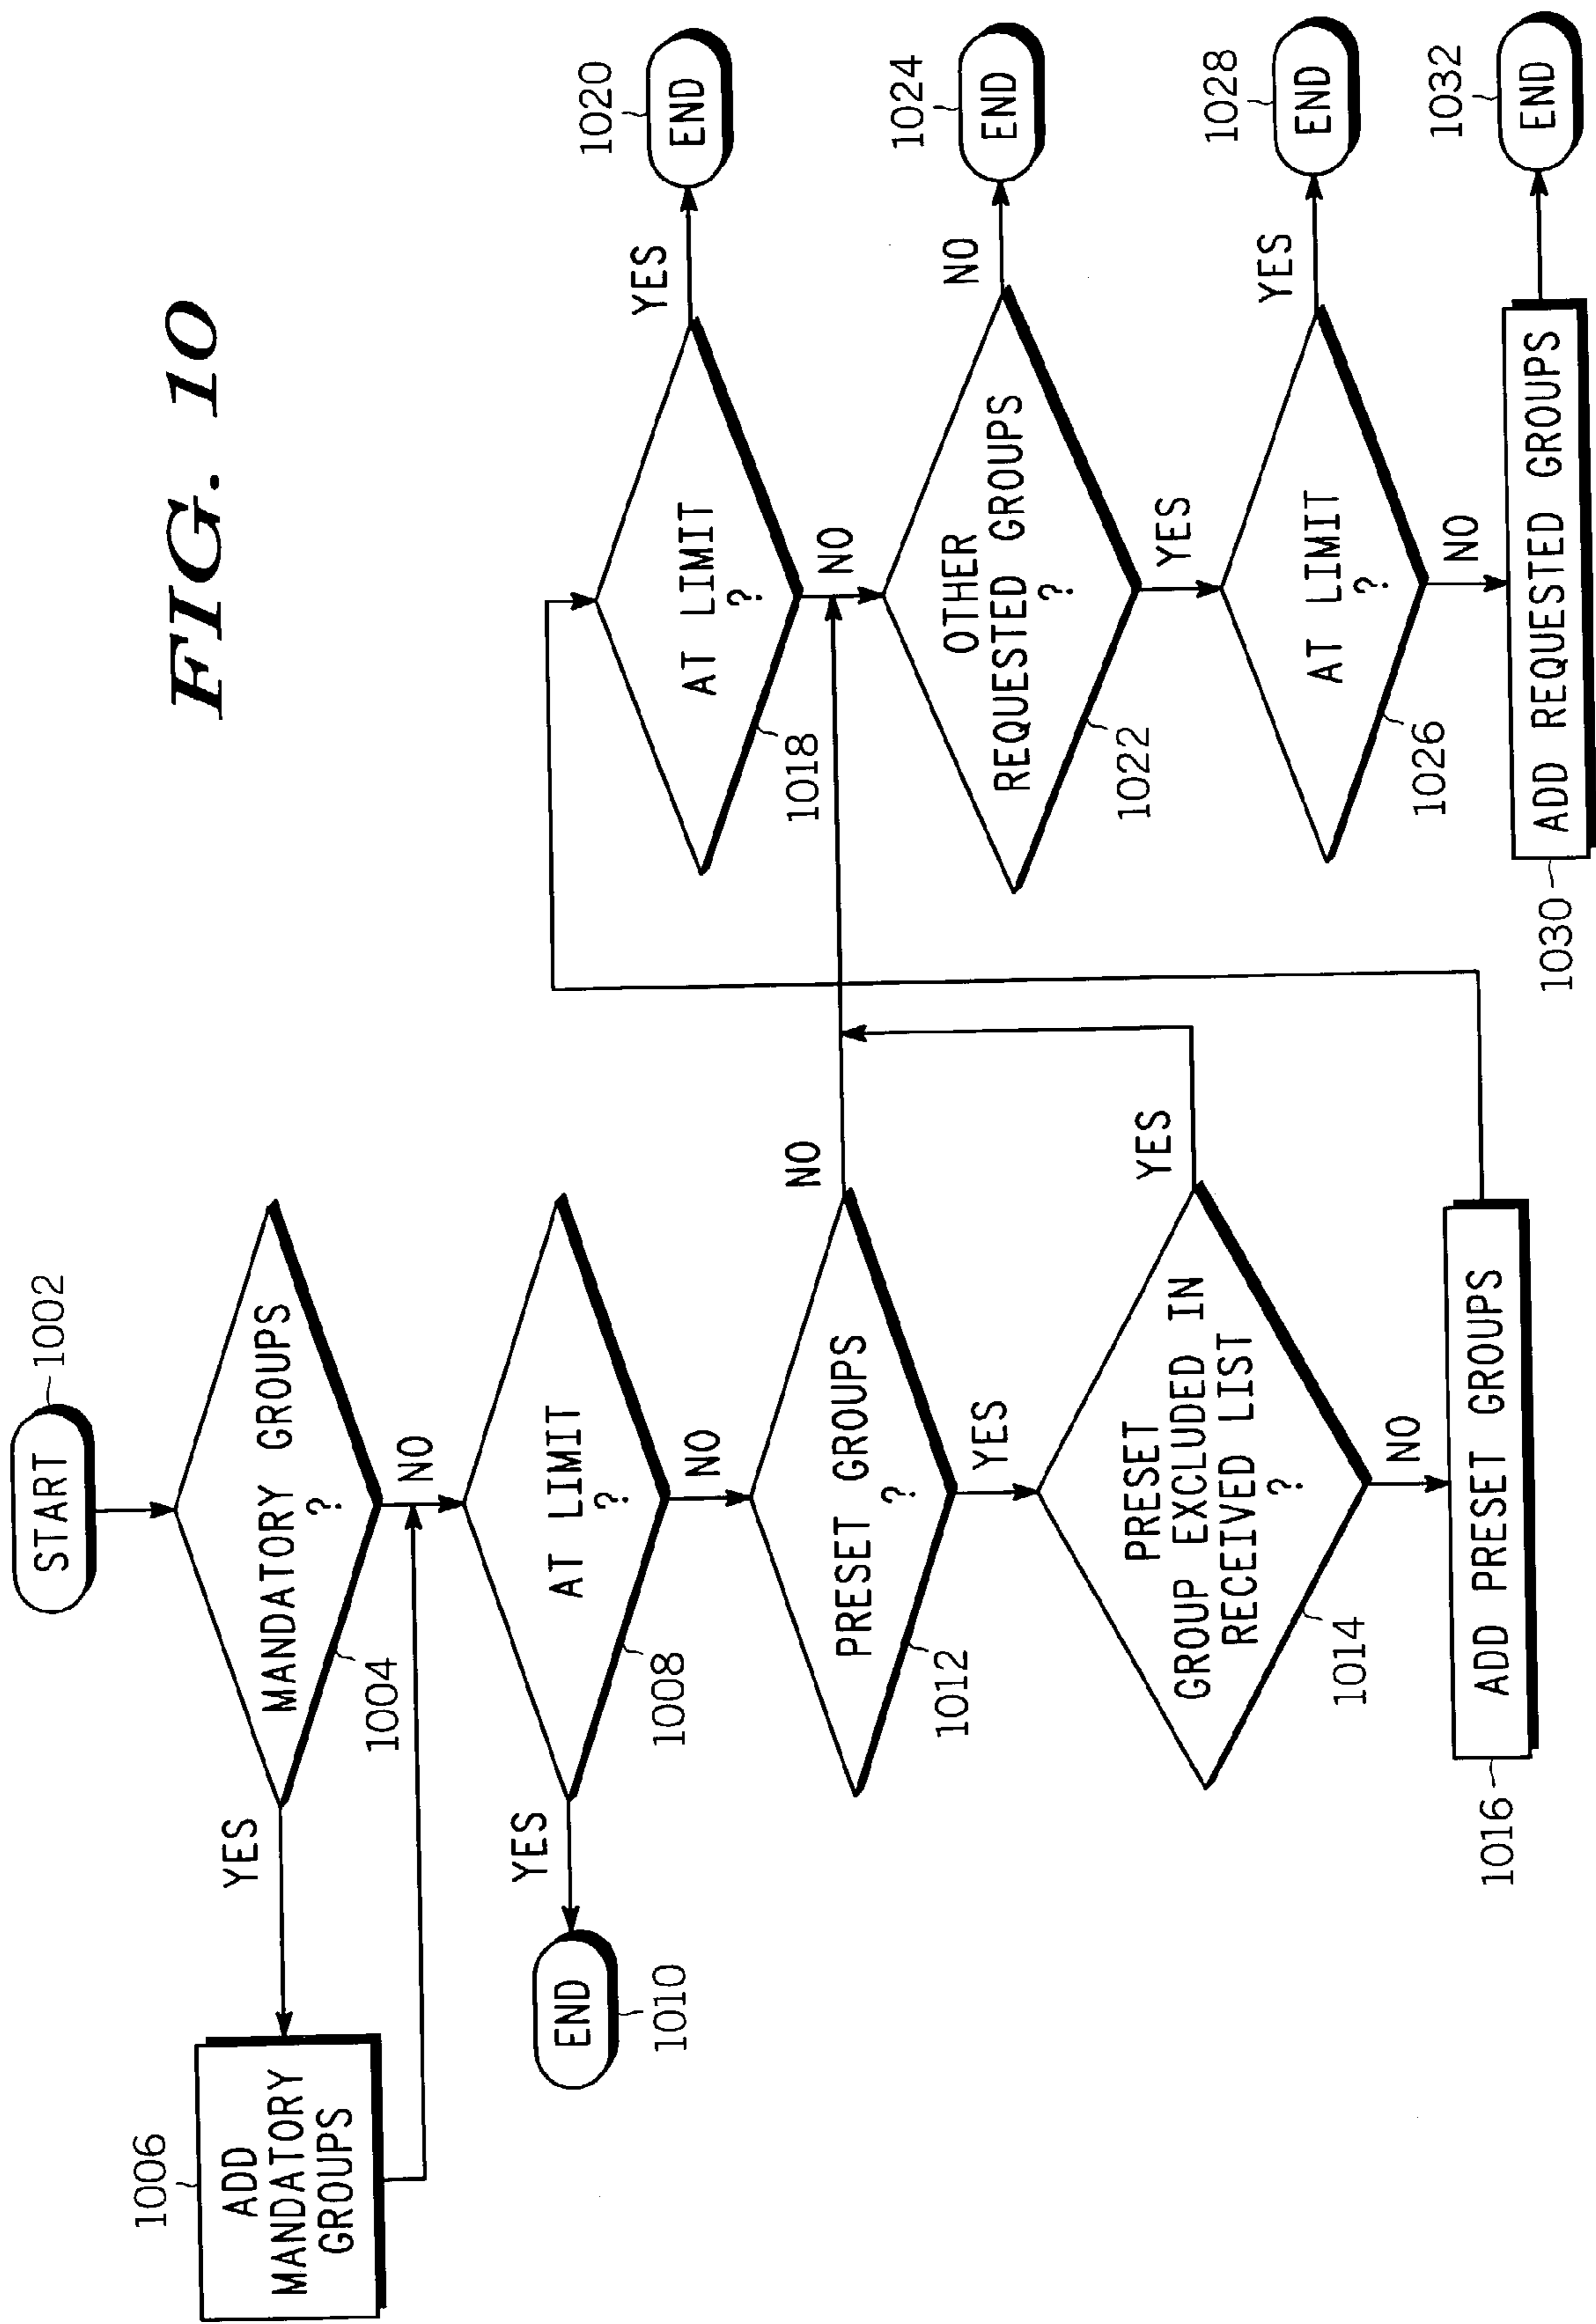 FIG. 10
START
1002
MANDATORY GROUPS
?
1004
YES
NO
ADD
MANDATORY
GROUPS
1006
AT LIMIT
?
1008
YES
NO
END
1010
PRESET GROUPS
?
1012
NO
YES
PRESET
GROUP EXCLUDED IN
RECEIVED LIST
?
1014
YES
NO
ADD PRESET GROUPS
1016
AT LIMIT
?
1018
YES
NO
END
1020
OTHER
REQUESTED GROUPS
?
1022
NO
YES
END
1024
AT LIMIT
?
1026
YES
NO
END
1028
ADD REQUESTED GROUPS
1030
END
1032